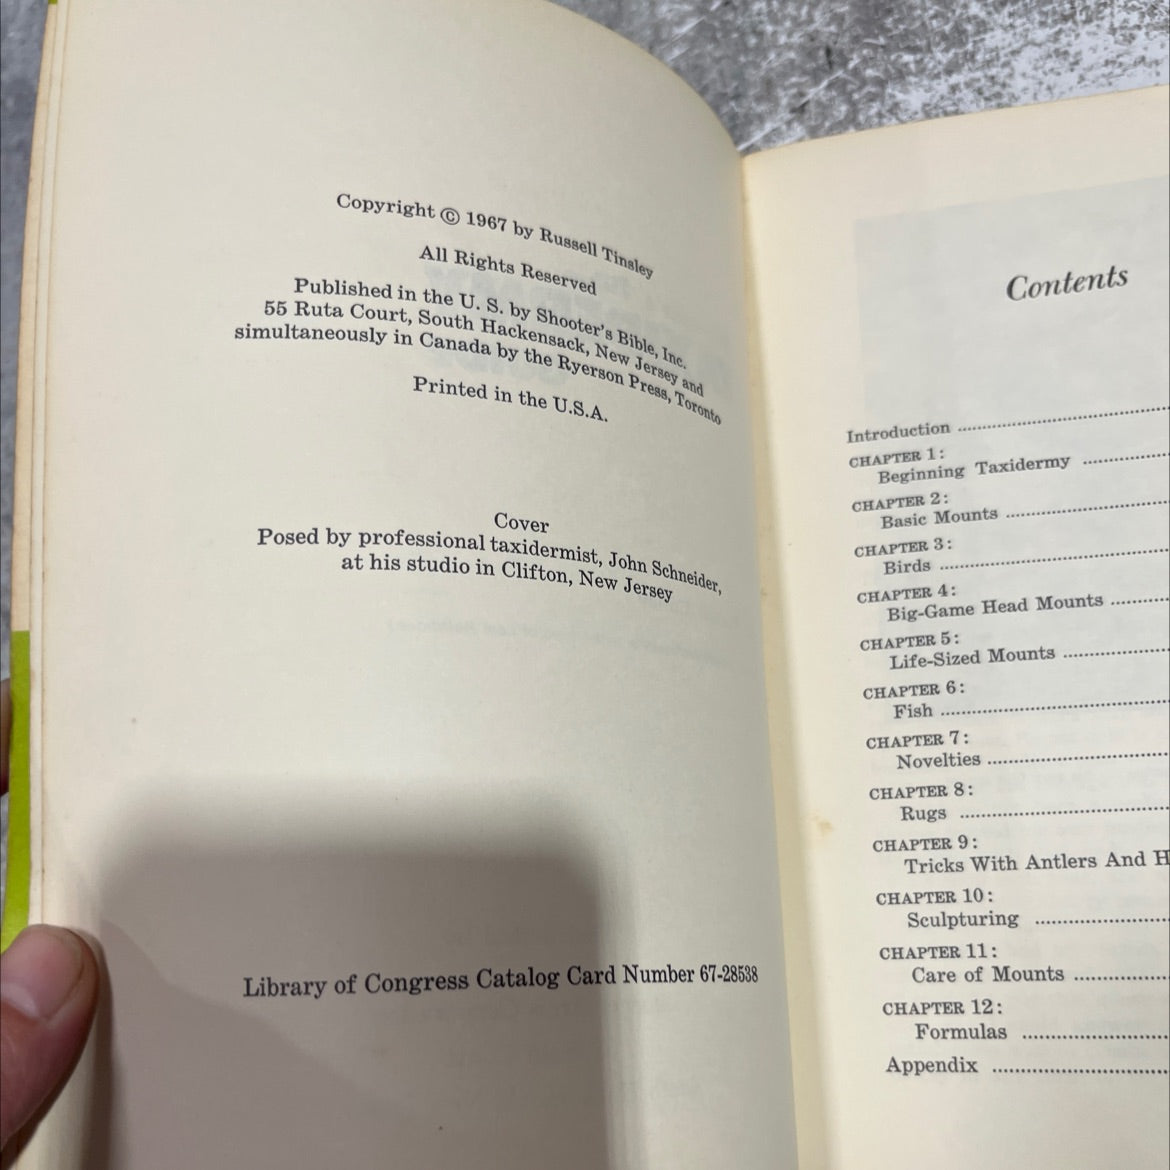 Copyright © 1967 by Russell Tinsley
All Rights Reserved
Published in the U. S. by Shooter's Bible, Inc.
55 Ruta Court, South Hackensack, New Jersey and
simultaneously in Canada by the Ryerson Press, Toronto
Printed in the U.S.A.
Cover
Posed by professional taxidermist, John Schneider,
at his studio in Clifton, New Jersey
Library of Congress Catalog Card Number 67-28538
Contents
Introduction
CHAPTER 1:
Beginning Taxidermy
CHAPTER 2:
Basic Mounts
CHAPTER 3:
Birds
CHAPTER 4:
Big-Game Head Mounts
CHAPTER 5:
Life-Sized Mounts
CHAPTER 6:
Fish
CHAPTER 7:
Novelties
CHAPTER 8:
Rugs
CHAPTER 9:
Tricks With Antlers And H
CHAPTER 10:
Sculpturing
CHAPTER 11:
Care of Mounts
CHAPTER 12:
Formulas
Appendix